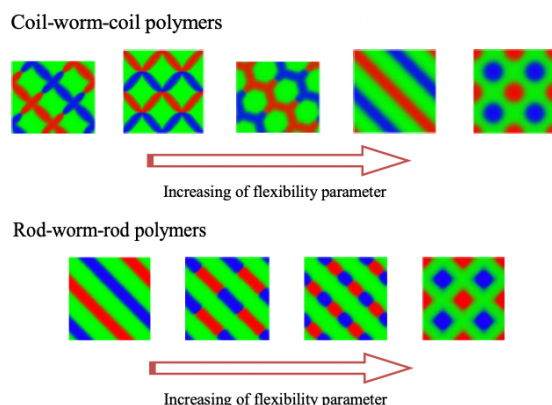 Coil-worm-coil polymers
Increasing of flexibility parameter
Rod-worm-rod polymers
Increasing of flexibility parameter